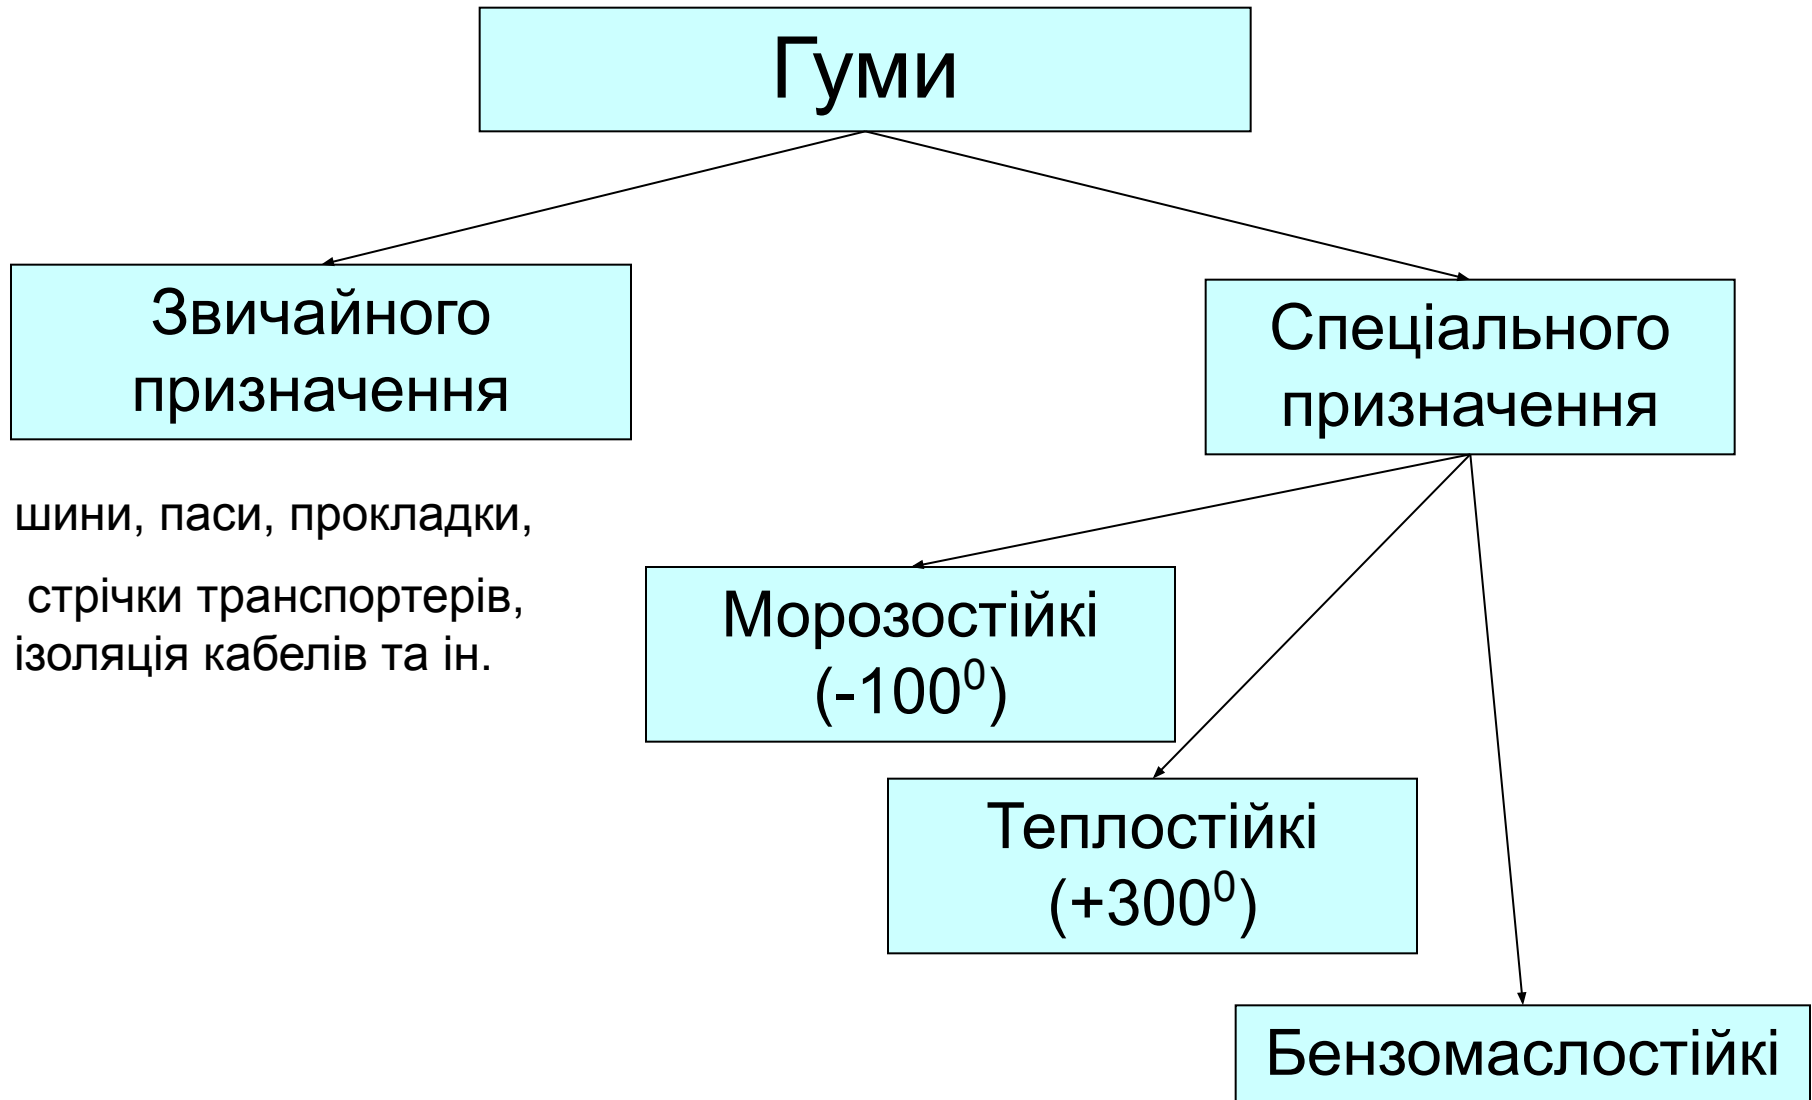 Гуми
Звичайного
призначення
Спеціального
призначення
шини, паси, прокладки,
стрічки транспортерів,
ізоляція кабелів та ін.
Морозостійкі
(-100⁰)
Теплостійкі
(+300⁰)
Бензомаслостійкі